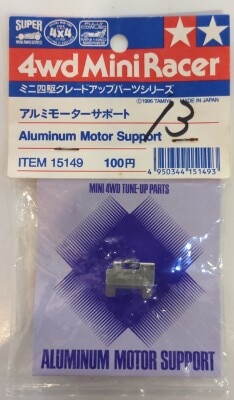 SUPER
4X4
4wd Mini Racer
ミニ四駆グレードアップパーツシリーズ
©1996 TAMIYA MADE IN JAPAN
アルミモーターサポート
13
Aluminum Motor Support
ITEM 15149 100円
4 950344 151493
MINI 4WD TUNE-UP PARTS
ALUMINUM MOTOR SUPPORT